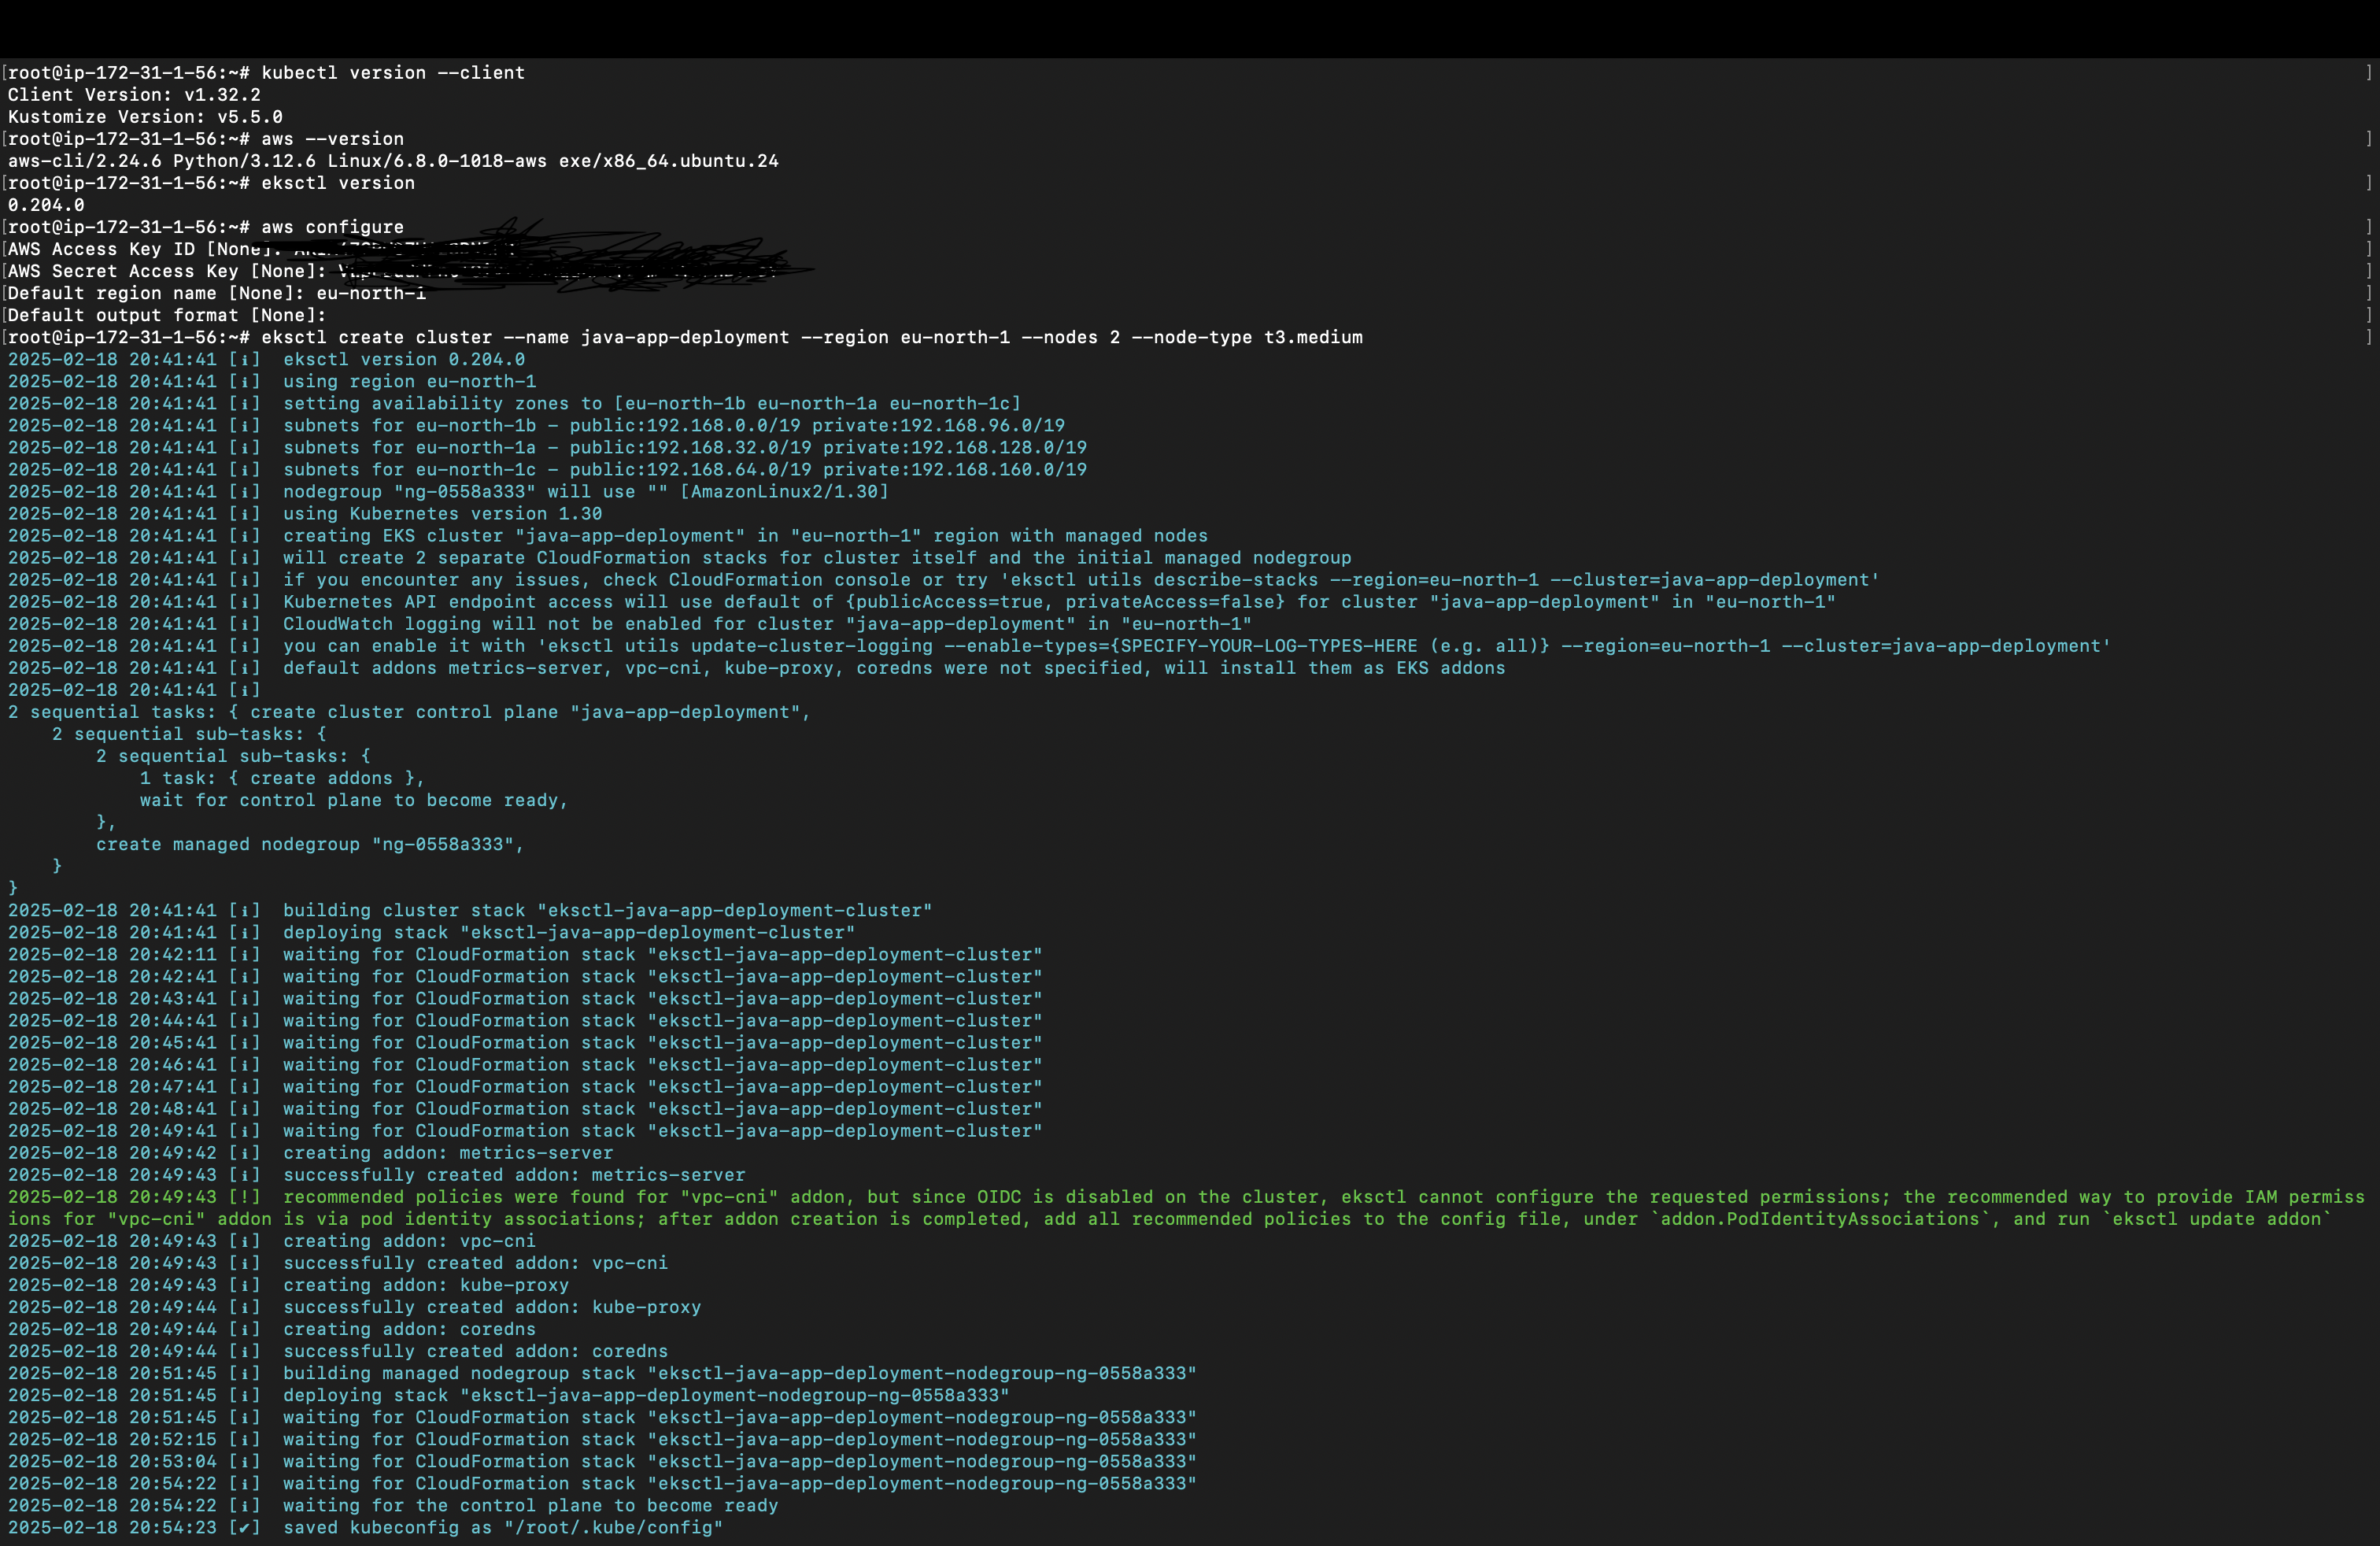 [root@ip-172-31-1-56:~# kubectl version --client ]
Client Version: v1.32.2
Kustomize Version: v5.5.0
[root@ip-172-31-1-56:~# aws --version ]
aws-cli/2.24.6 Python/3.12.6 Linux/6.8.0-1018-aws exe/x86_64.ubuntu.24
[root@ip-172-31-1-56:~# eksctl version ]
0.204.0
[root@ip-172-31-1-56:~# aws configure ]
[AWS Access Key ID [None]: ]
[AWS Secret Access Key [None]: ]
[Default region name [None]: eu-north-1 ]
[Default output format [None]: ]
[root@ip-172-31-1-56:~# eksctl create cluster --name java-app-deployment --region eu-north-1 --nodes 2 --node-type t3.medium ]
2025-02-18 20:41:41 [ℹ]  eksctl version 0.204.0
2025-02-18 20:41:41 [ℹ]  using region eu-north-1
2025-02-18 20:41:41 [ℹ]  setting availability zones to [eu-north-1b eu-north-1a eu-north-1c]
2025-02-18 20:41:41 [ℹ]  subnets for eu-north-1b - public:192.168.0.0/19 private:192.168.96.0/19
2025-02-18 20:41:41 [ℹ]  subnets for eu-north-1a - public:192.168.32.0/19 private:192.168.128.0/19
2025-02-18 20:41:41 [ℹ]  subnets for eu-north-1c - public:192.168.64.0/19 private:192.168.160.0/19
2025-02-18 20:41:41 [ℹ]  nodegroup "ng-0558a333" will use "" [AmazonLinux2/1.30]
2025-02-18 20:41:41 [ℹ]  using Kubernetes version 1.30
2025-02-18 20:41:41 [ℹ]  creating EKS cluster "java-app-deployment" in "eu-north-1" region with managed nodes
2025-02-18 20:41:41 [ℹ]  will create 2 separate CloudFormation stacks for cluster itself and the initial managed nodegroup
2025-02-18 20:41:41 [ℹ]  if you encounter any issues, check CloudFormation console or try 'eksctl utils describe-stacks --region=eu-north-1 --cluster=java-app-deployment'
2025-02-18 20:41:41 [ℹ]  Kubernetes API endpoint access will use default of {publicAccess=true, privateAccess=false} for cluster "java-app-deployment" in "eu-north-1"
2025-02-18 20:41:41 [ℹ]  CloudWatch logging will not be enabled for cluster "java-app-deployment" in "eu-north-1"
2025-02-18 20:41:41 [ℹ]  you can enable it with 'eksctl utils update-cluster-logging --enable-types={SPECIFY-YOUR-LOG-TYPES-HERE (e.g. all)} --region=eu-north-1 --cluster=java-app-deployment'
2025-02-18 20:41:41 [ℹ]  default addons metrics-server, vpc-cni, kube-proxy, coredns were not specified, will install them as EKS addons
2025-02-18 20:41:41 [ℹ]
2 sequential tasks: { create cluster control plane "java-app-deployment",
    2 sequential sub-tasks: {
        2 sequential sub-tasks: {
            1 task: { create addons },
            wait for control plane to become ready,
        },
        create managed nodegroup "ng-0558a333",
    }
}
2025-02-18 20:41:41 [ℹ]  building cluster stack "eksctl-java-app-deployment-cluster"
2025-02-18 20:41:41 [ℹ]  deploying stack "eksctl-java-app-deployment-cluster"
2025-02-18 20:42:11 [ℹ]  waiting for CloudFormation stack "eksctl-java-app-deployment-cluster"
2025-02-18 20:42:41 [ℹ]  waiting for CloudFormation stack "eksctl-java-app-deployment-cluster"
2025-02-18 20:43:41 [ℹ]  waiting for CloudFormation stack "eksctl-java-app-deployment-cluster"
2025-02-18 20:44:41 [ℹ]  waiting for CloudFormation stack "eksctl-java-app-deployment-cluster"
2025-02-18 20:45:41 [ℹ]  waiting for CloudFormation stack "eksctl-java-app-deployment-cluster"
2025-02-18 20:46:41 [ℹ]  waiting for CloudFormation stack "eksctl-java-app-deployment-cluster"
2025-02-18 20:47:41 [ℹ]  waiting for CloudFormation stack "eksctl-java-app-deployment-cluster"
2025-02-18 20:48:41 [ℹ]  waiting for CloudFormation stack "eksctl-java-app-deployment-cluster"
2025-02-18 20:49:41 [ℹ]  waiting for CloudFormation stack "eksctl-java-app-deployment-cluster"
2025-02-18 20:49:42 [ℹ]  creating addon: metrics-server
2025-02-18 20:49:43 [ℹ]  successfully created addon: metrics-server
2025-02-18 20:49:43 [!]  recommended policies were found for "vpc-cni" addon, but since OIDC is disabled on the cluster, eksctl cannot configure the requested permissions; the recommended way to provide IAM permiss
ions for "vpc-cni" addon is via pod identity associations; after addon creation is completed, add all recommended policies to the config file, under `addon.PodIdentityAssociations`, and run `eksctl update addon`
2025-02-18 20:49:43 [ℹ]  creating addon: vpc-cni
2025-02-18 20:49:43 [ℹ]  successfully created addon: vpc-cni
2025-02-18 20:49:43 [ℹ]  creating addon: kube-proxy
2025-02-18 20:49:44 [ℹ]  successfully created addon: kube-proxy
2025-02-18 20:49:44 [ℹ]  creating addon: coredns
2025-02-18 20:49:44 [ℹ]  successfully created addon: coredns
2025-02-18 20:51:45 [ℹ]  building managed nodegroup stack "eksctl-java-app-deployment-nodegroup-ng-0558a333"
2025-02-18 20:51:45 [ℹ]  deploying stack "eksctl-java-app-deployment-nodegroup-ng-0558a333"
2025-02-18 20:51:45 [ℹ]  waiting for CloudFormation stack "eksctl-java-app-deployment-nodegroup-ng-0558a333"
2025-02-18 20:52:15 [ℹ]  waiting for CloudFormation stack "eksctl-java-app-deployment-nodegroup-ng-0558a333"
2025-02-18 20:53:04 [ℹ]  waiting for CloudFormation stack "eksctl-java-app-deployment-nodegroup-ng-0558a333"
2025-02-18 20:54:22 [ℹ]  waiting for CloudFormation stack "eksctl-java-app-deployment-nodegroup-ng-0558a333"
2025-02-18 20:54:22 [ℹ]  waiting for the control plane to become ready
2025-02-18 20:54:23 [✔]  saved kubeconfig as "/root/.kube/config"